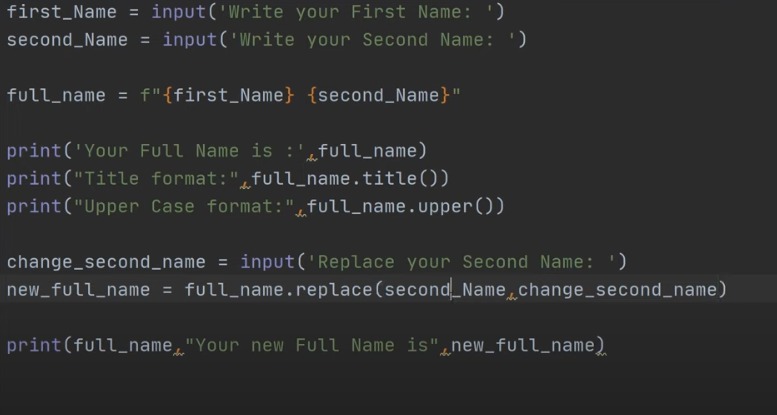 first_Name = input('Write your First Name: ')
second_Name = input('Write your Second Name: ')
full_name = f"{first_Name} {second_Name}"
print('Your Full Name is :',full_name)
print("Title format:",full_name.title())
print("Upper Case format:",full_name.upper())
change_second_name = input('Replace your Second Name: ')
new_full_name = full_name.replace(second_Name,change_second_name)
print(full_name,"Your new Full Name is",new_full_name)